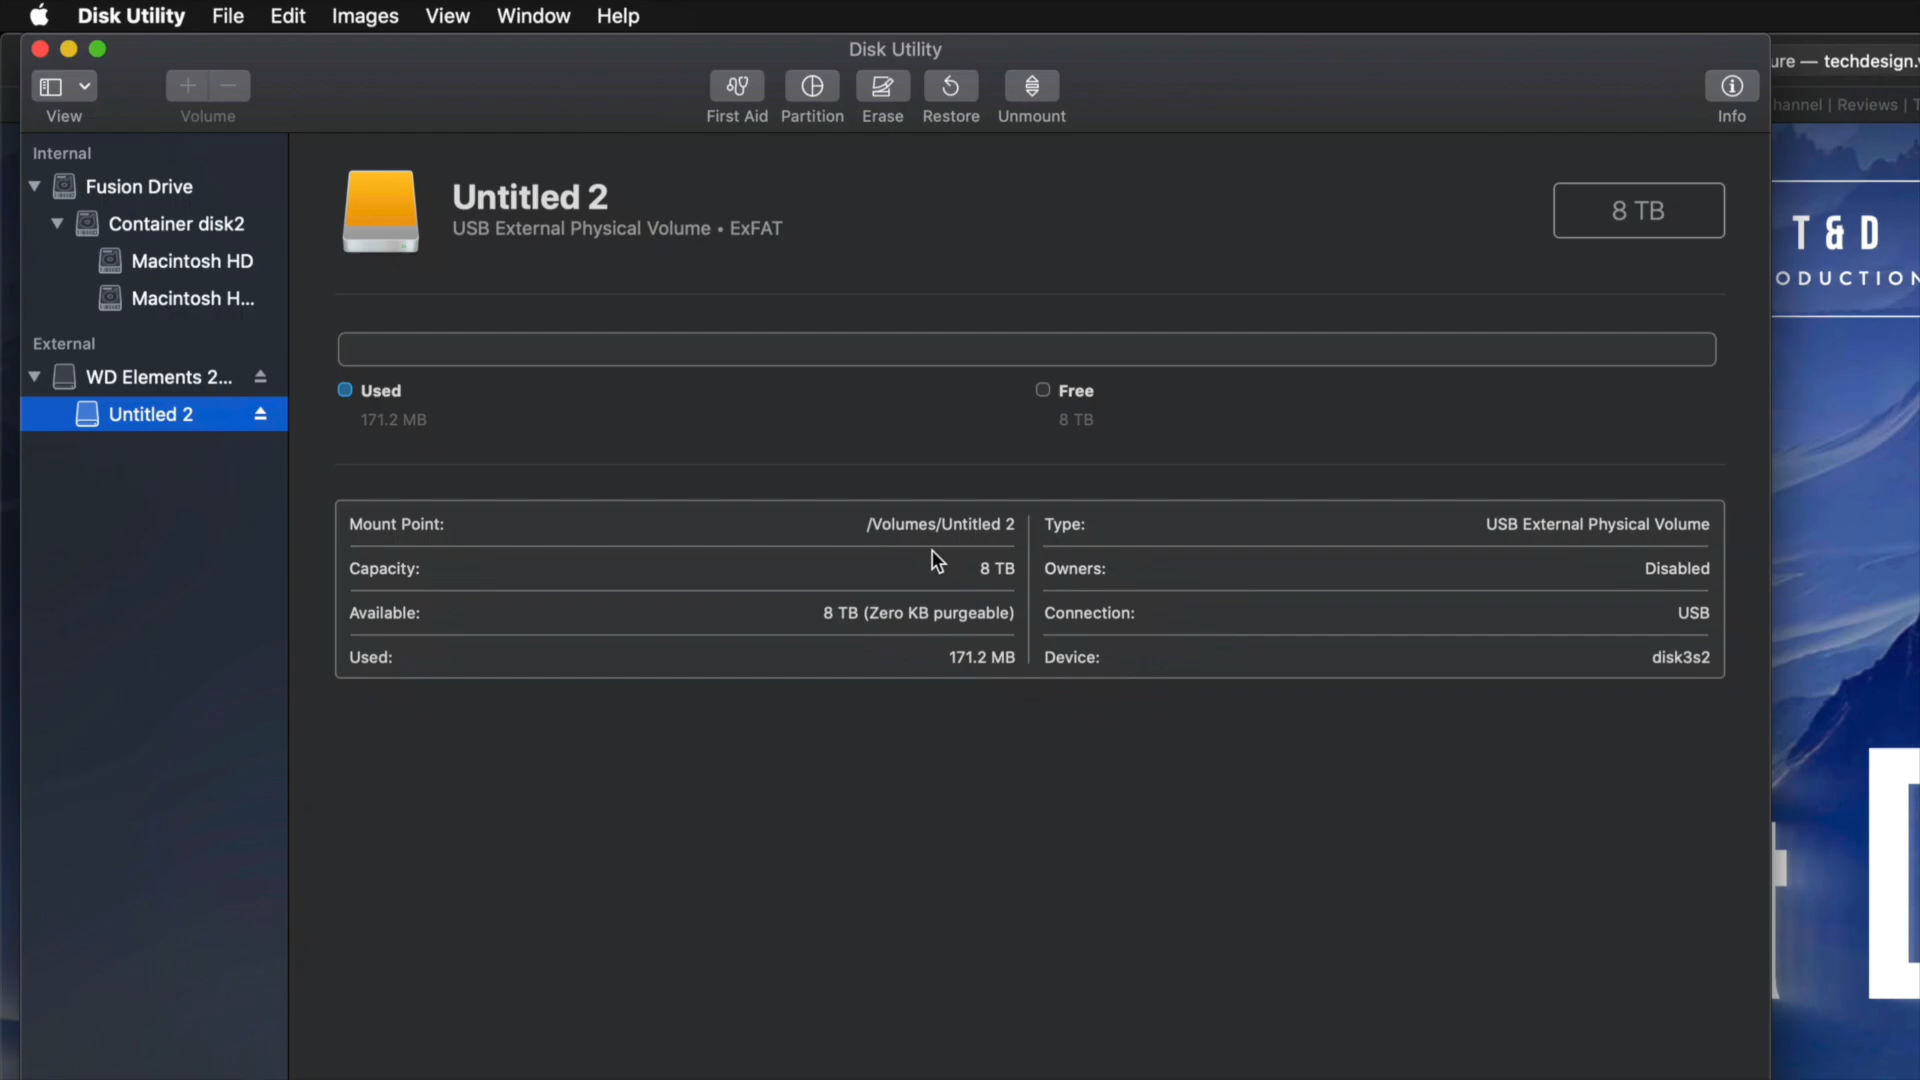 Disk Utility File Edit Images View Window Help
Disk Utility
View
Volume
First Aid Partition Erase Restore Unmount
Info
Internal
Fusion Drive
Container disk2
Macintosh HD
Macintosh H...
External
WD Elements 2...
Untitled 2
Untitled 2
USB External Physical Volume • ExFAT
8 TB
Used
171.2 MB
Free
8 TB
Mount Point: /Volumes/Untitled 2
Capacity: 8 TB
Available: 8 TB (Zero KB purgeable)
Used: 171.2 MB
Type: USB External Physical Volume
Owners: Disabled
Connection: USB
Device: disk3s2
ure — techdesign.
hannel | Reviews | T
T & D
ODUCTION